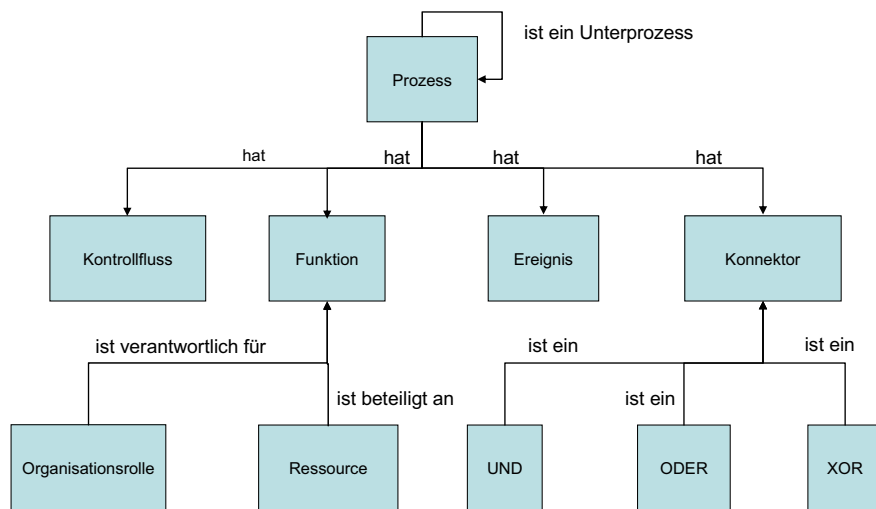 ist ein Unterprozess
Prozess
hat
hat
hat
hat
Kontrollfluss
Funktion
Ereignis
Konnektor
ist verantwortlich für
ist ein
ist ein
ist beteiligt an
ist ein
Organisationsrolle
Ressource
UND
ODER
XOR